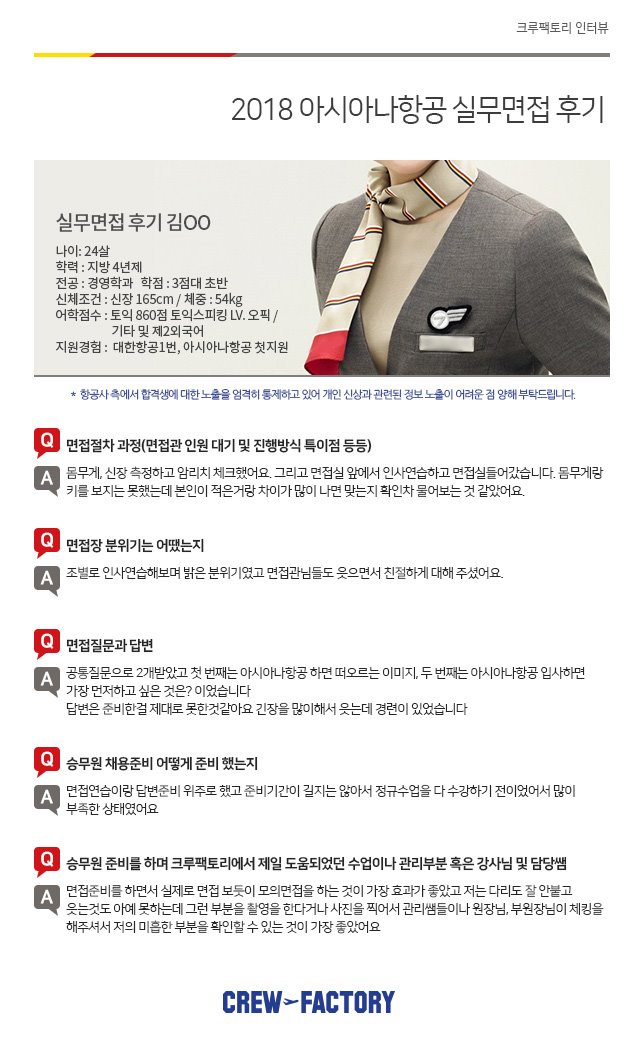 크루팩토리 인터뷰
2018 아시아나항공 실무면접 후기
실무면접 후기 김OO
나이: 24살
학력 : 지방 4년제
전공 : 경영학과 학점 : 3점대 초반
신체조건 : 신장 165cm / 체중 : 54kg
어학점수 : 토익 860점 토익스피킹 LV. 오픽 /
기타 및 제2외국어
지원경험 : 대한항공1번, 아시아나항공 첫지원
* 항공사 측에서 합격생에 대한 노출을 엄격히 통제하고 있어 개인 신상과 관련된 정보 노출이 어려운 점 양해 부탁드립니다.
Q 면접절차 과정(면접관 인원 대기 및 진행방식 특이점 등등)
A 몸무게, 신장 측정하고 암리치 체크했어요. 그리고 면접실 앞에서 인사연습하고 면접실들어갔습니다. 몸무게랑
키를 보지는 못했는데 본인이 적은거랑 차이가 많이 나면 맞는지 확인차 물어보는 것 같았어요.
Q 면접장 분위기는 어땠는지
A 조별로 인사연습해보며 밝은 분위기였고 면접관님들도 웃으면서 친절하게 대해 주셨어요.
Q 면접질문과 답변
A 공통질문으로 2개받았고 첫 번째는 아시아나항공 하면 떠오르는 이미지, 두 번째는 아시아나항공 입사하면
가장 먼저하고 싶은 것은? 이었습니다
답변은 준비한걸 제대로 못한것같아요 긴장을 많이해서 웃는데 경련이 있었습니다
Q 승무원 채용준비 어떻게 준비 했는지
A 면접연습이랑 답변준비 위주로 했고 준비기간이 길지는 않아서 정규수업을 다 수강하기 전이었어서 많이
부족한 상태였어요
Q 승무원 준비를 하며 크루팩토리에서 제일 도움되었던 수업이나 관리부분 혹은 강사님 및 담당쌤
A 면접준비를 하면서 실제로 면접 보듯이 모의면접을 하는 것이 가장 효과가 좋았고 저는 다리도 잘 안붙고
웃는것도 아예 못하는데 그런 부분을 촬영을 한다거나 사진을 찍어서 관리쌤들이나 원장님, 부원장님이 체킹을
해주셔서 저의 미흡한 부분을 확인할 수 있는 것이 가장 좋았어요
CREW FACTORY